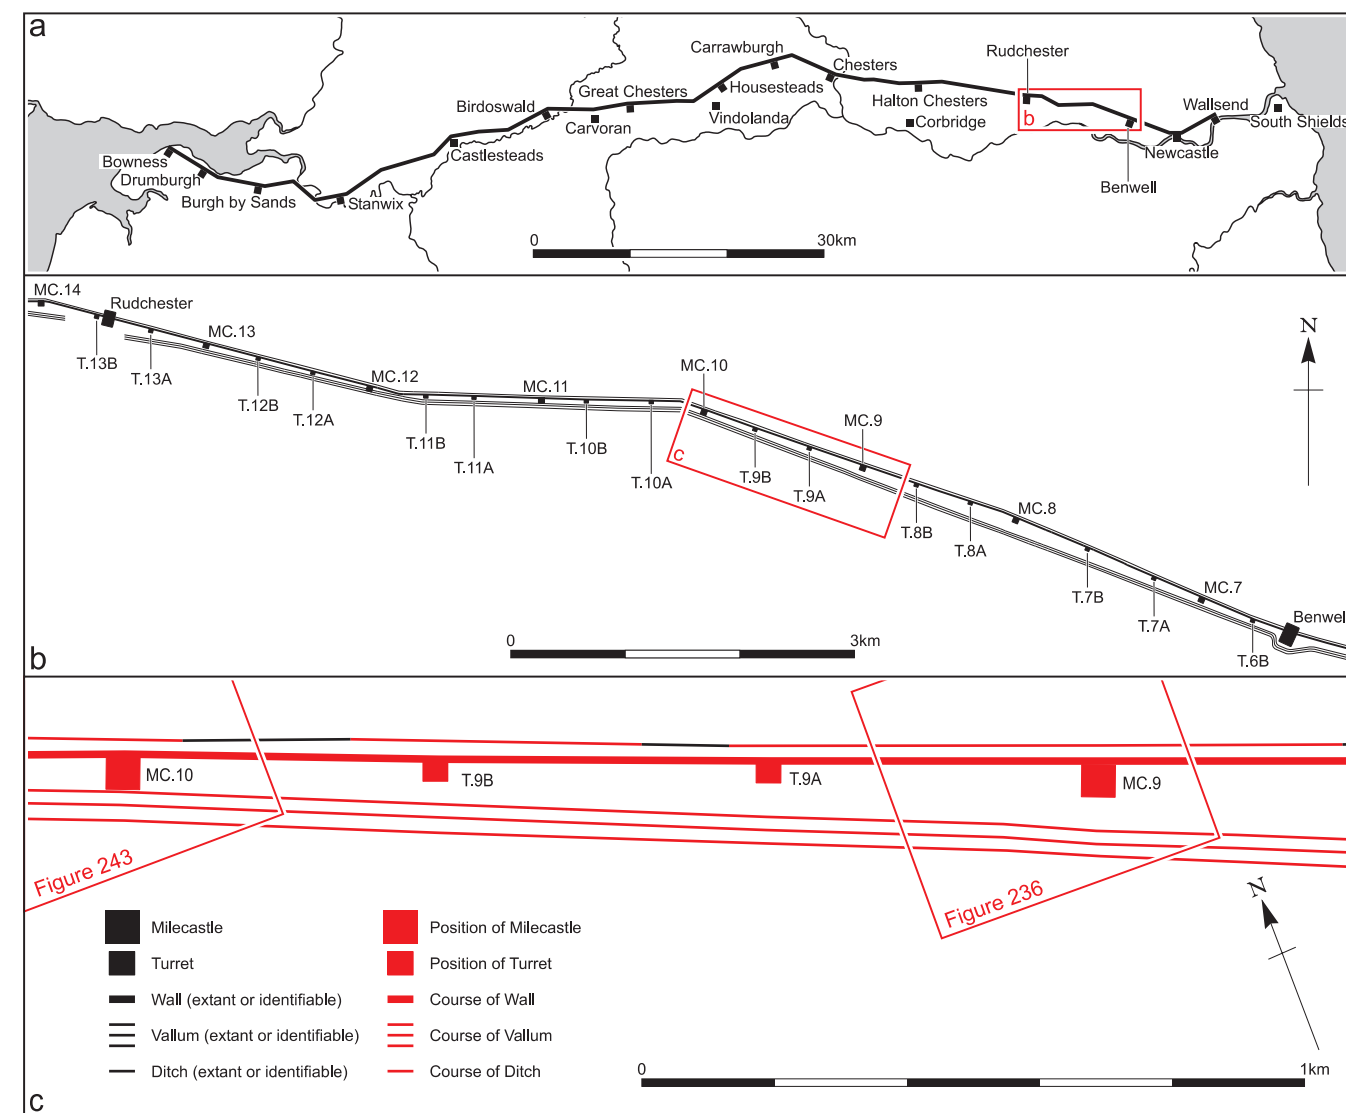 a
Carrawburgh
Rudchester
Chesters
Great Chesters
Housesteads
Birdoswald
Halton Chesters
Wallsend
Carvoran
Vindolanda
Corbridge
b
South Shields
Castlesteads
Newcastle
Bowness
Drumburgh
Benwell
Burgh by Sands
Stanwix
0
30km
MC.14
Rudchester
MC.13
N
T.13B
T.13A
MC.12
MC.10
MC.11
T.12B
T.12A
MC.9
T.11B
T.11A
T.10B
c
T.10A
T.9B
T.9A
MC.8
T.8B
T.8A
T.7B
MC.7
Benwell
T.7A
0
3km
T.6B
b
MC.10
T.9B
T.9A
MC.9
Figure 243
Figure 236
N
Milecastle
Position of Milecastle
Turret
Position of Turret
Wall (extant or identifiable)
Course of Wall
Vallum (extant or identifiable)
Course of Vallum
Ditch (extant or identifiable)
Course of Ditch
0
1km
c